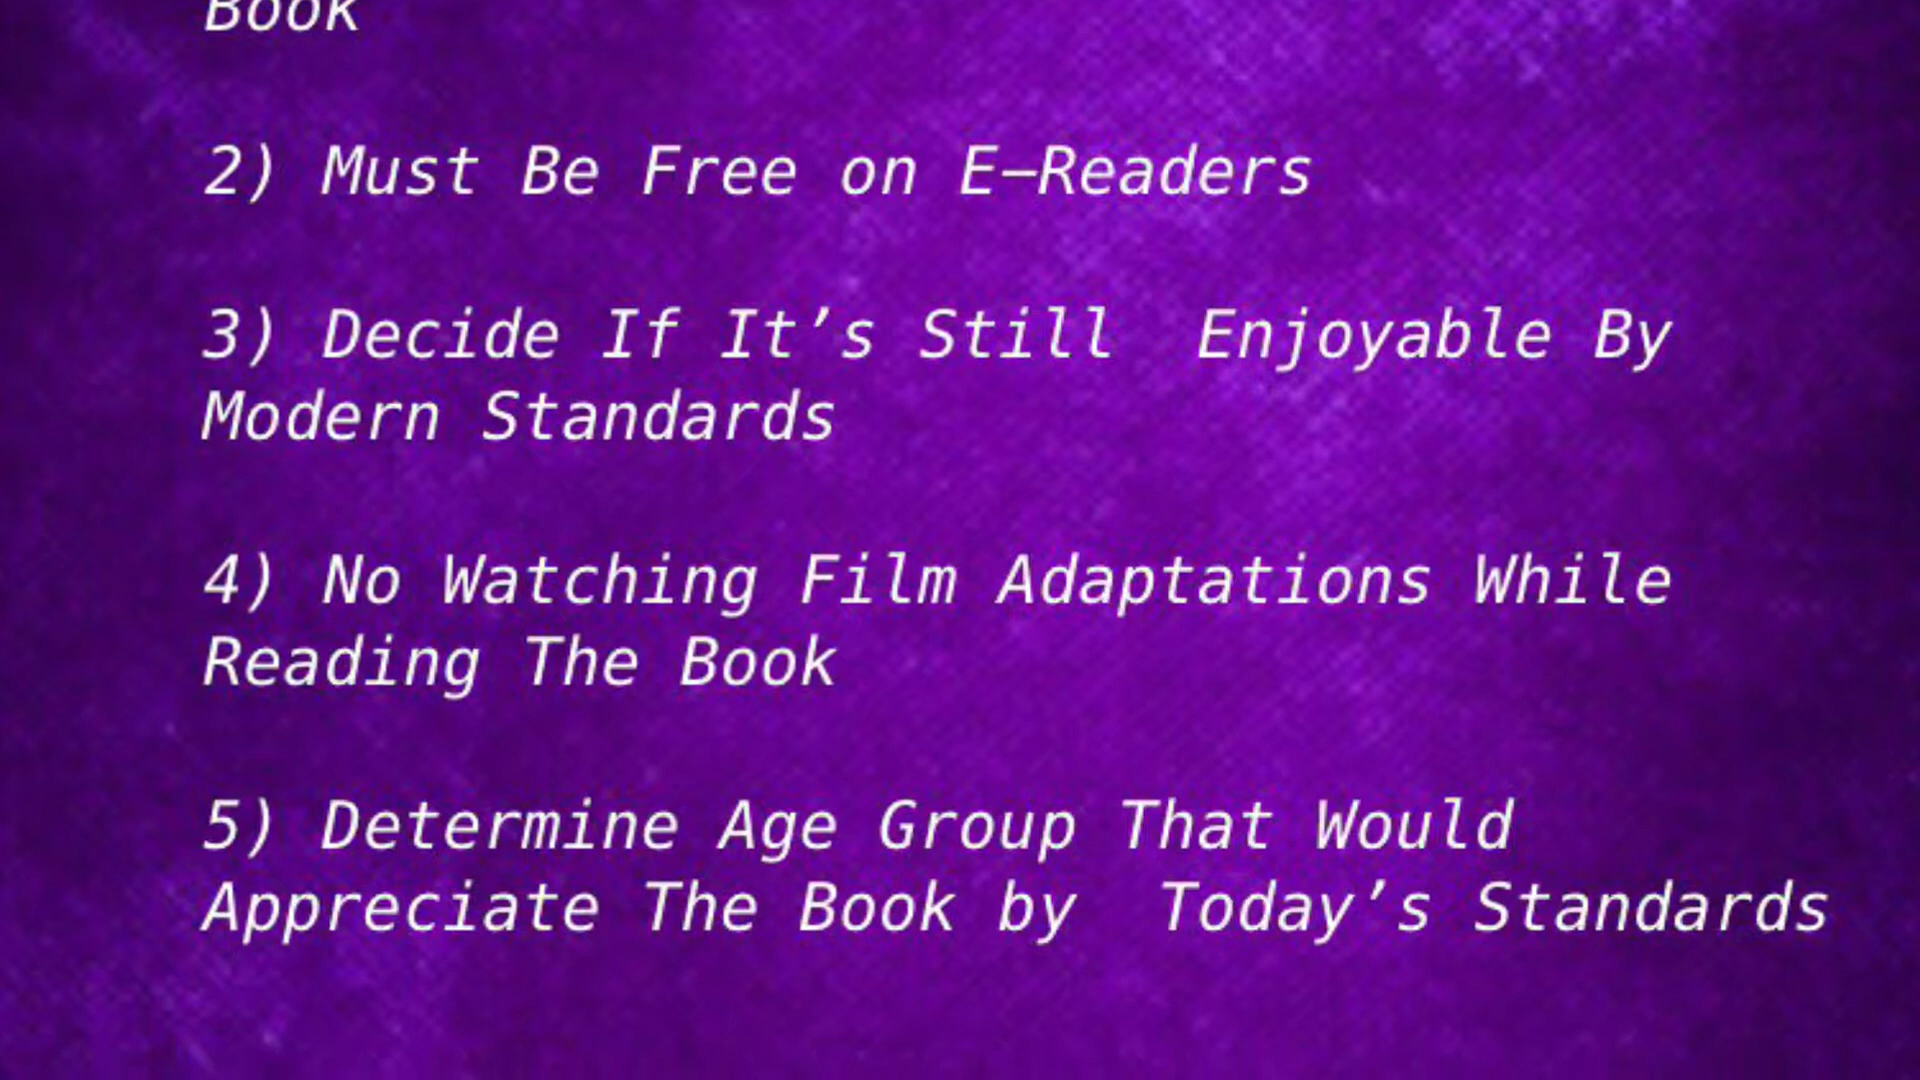 Book
2) Must Be Free on E–Readers
3) Decide If It’s Still  Enjoyable By
Modern Standards
4) No Watching Film Adaptations While
Reading The Book
5) Determine Age Group That Would
Appreciate The Book by  Today’s Standards